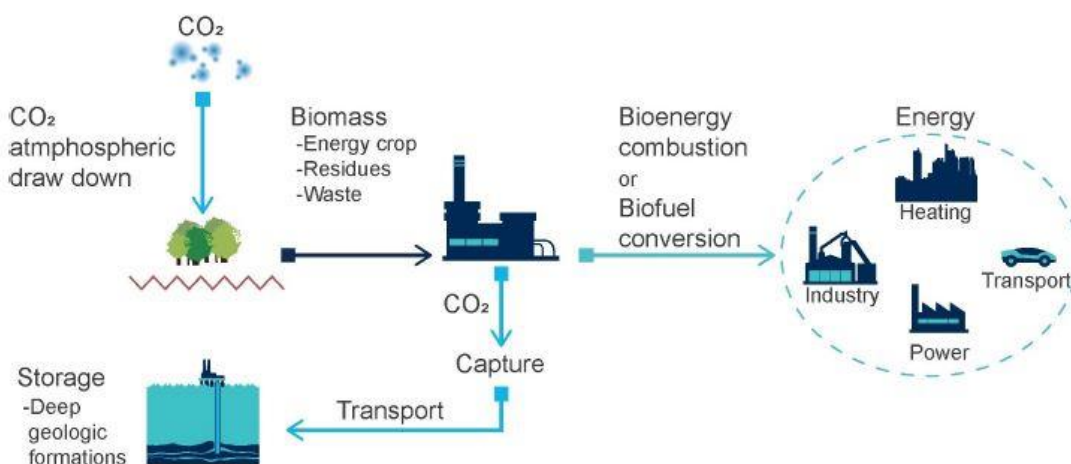 CO₂
CO₂
atmphospheric
draw down
Biomass
-Energy crop
-Residues
-Waste
Bioenergy
combustion
or
Biofuel
conversion
Energy
Heating
Industry
Transport
Power
CO₂
Capture
Transport
Storage
-Deep
geologic
formations